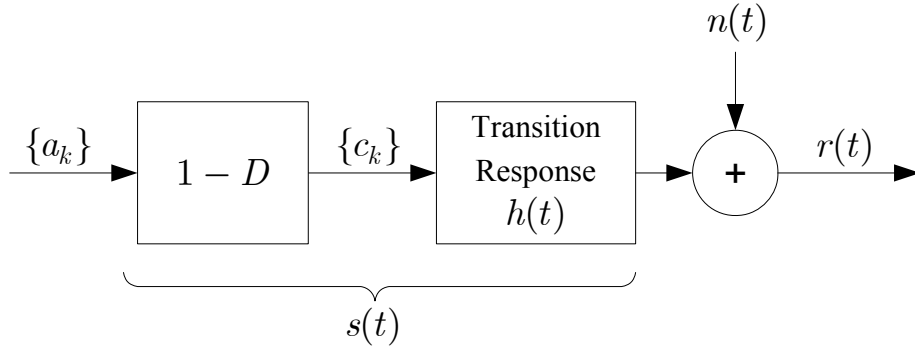 n(t)
{a_k}
1 − D
{c_k}
Transition
Response
h(t)
+
r(t)
s(t)